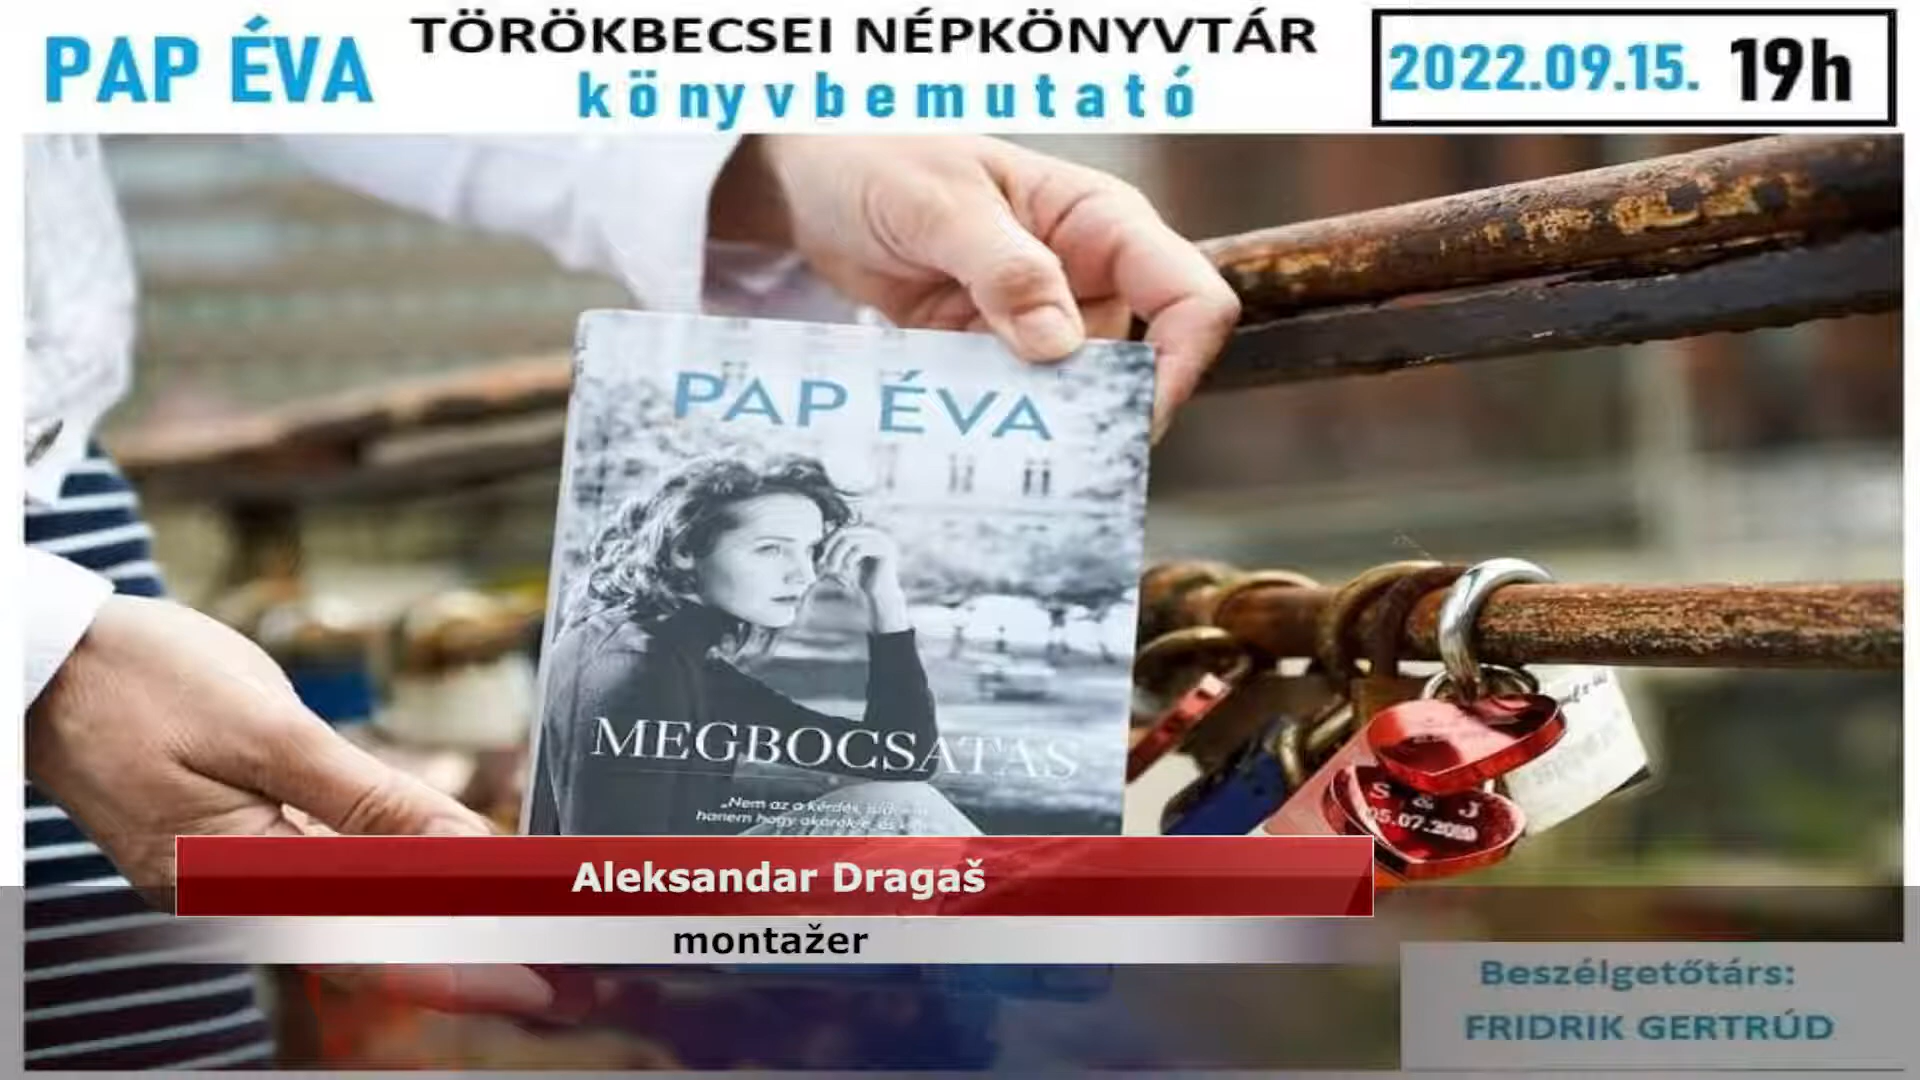 PAP ÉVA
TÖRÖKBECSEI NÉPKÖNYVTÁR
könyvbemutató
2022.09.15. 19h
PAP ÉVA
MEGBOCSÁTÁS
„Nem az a kérdés,
hanem hogy akarok-e, és
S & J
05.07.2019
Aleksandar Dragaš
montažer
Beszélgetőtárs:
FRIDRIK GERTRÚD